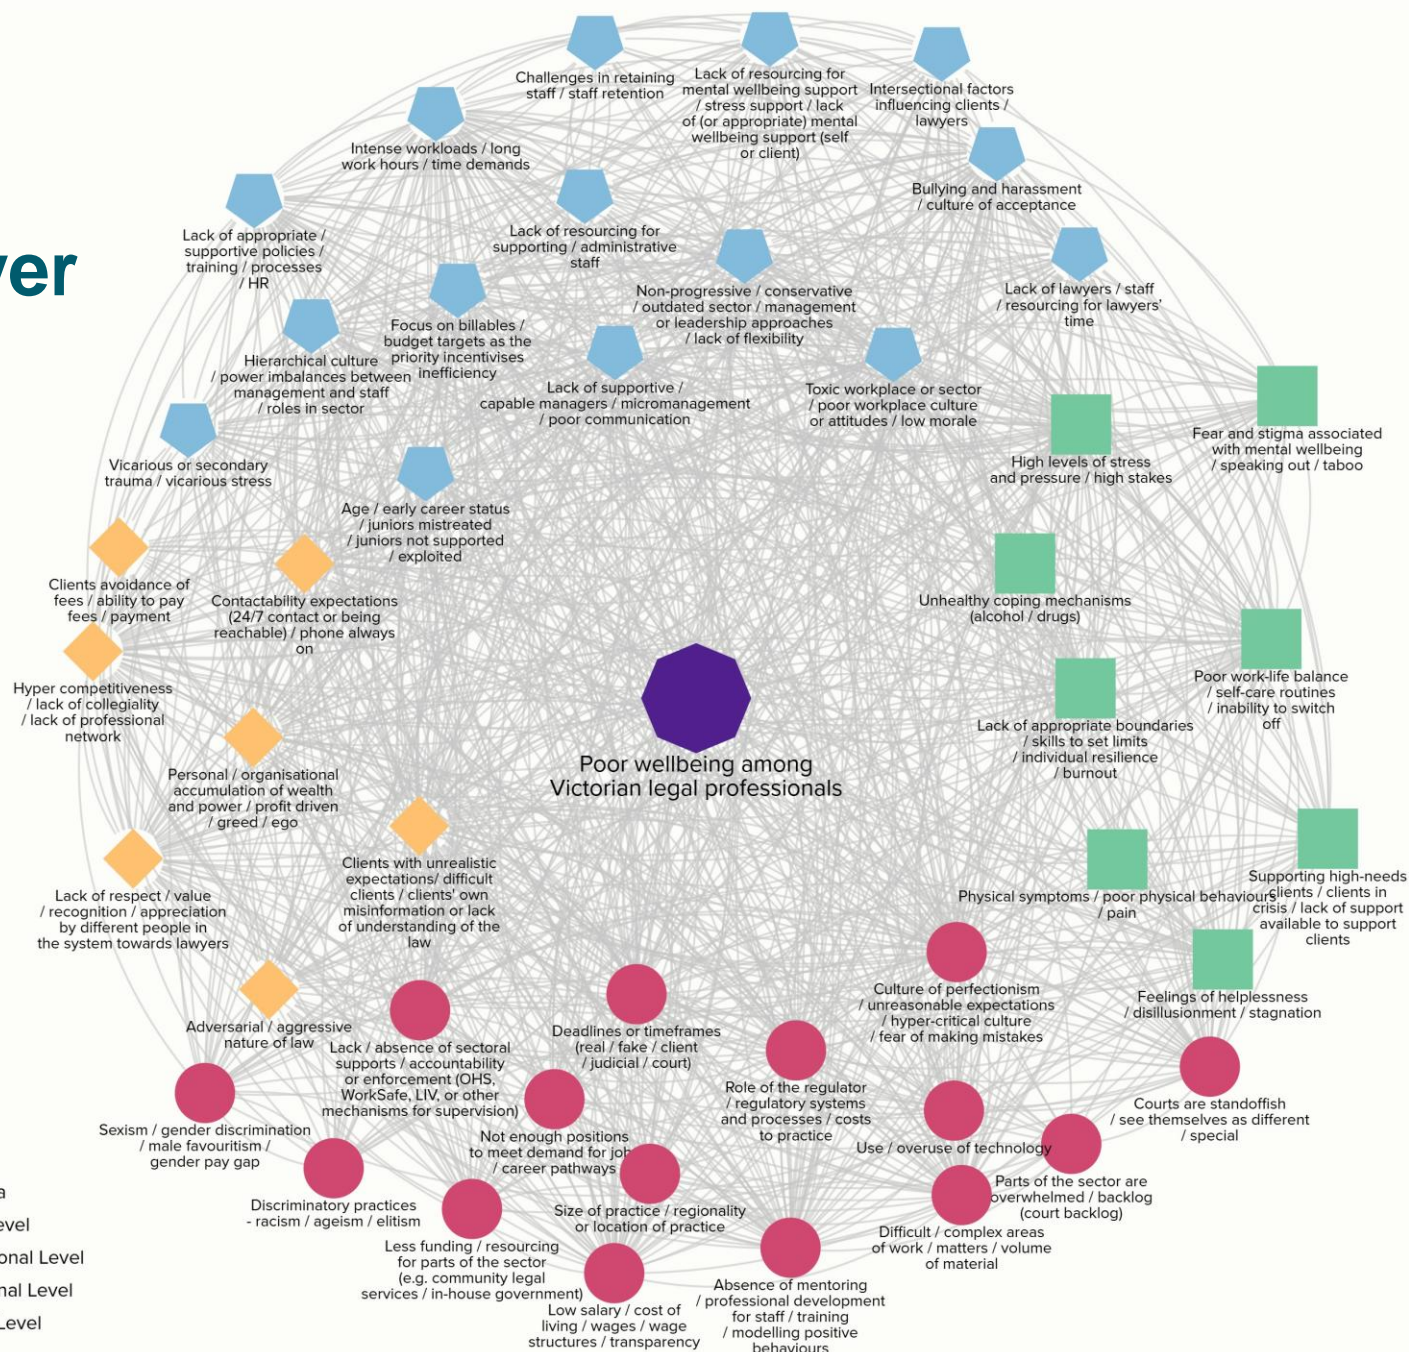 Challenges in retaining
staff / staff retention
Lack of resourcing for
mental wellbeing support
/ stress support / lack
of (or appropriate) mental
wellbeing support (self
or client)
Intersectional factors
influencing clients /
lawyers
Intense workloads / long
work hours / time demands
Bullying and harassment
/ culture of acceptance
Lack of appropriate /
supportive policies /
training / processes
/ HR
Lack of resourcing for
supporting / administrative
staff
Non-progressive / conservative
/ outdated sector / management
or leadership approaches
/ lack of flexibility
Lack of lawyers / staff
/ resourcing for lawyers'
time
ver
Hierarchical culture
/ power imbalances between
management and staff
/ roles in sector
Focus on billables /
budget targets as the
priority incentivises
inefficiency
Lack of supportive /
capable managers / micromanagement
/ poor communication
Toxic workplace or sector
/ poor workplace culture
or attitudes / low morale
Fear and stigma associated
with mental wellbeing
/ speaking out / taboo
High levels of stress
and pressure / high stakes
Vicarious or secondary
trauma / vicarious stress
Age / early career status
/ juniors mistreated
/ juniors not supported
/ exploited
Clients avoidance of
fees / ability to pay
fees / payment
Contactability expectations
(24/7 contact or being
reachable) / phone always
on
Unhealthy coping mechanisms
(alcohol / drugs)
Hyper competitiveness
/ lack of collegiality
/ lack of professional
network
Poor work-life balance
/ self-care routines
/ inability to switch
off
Lack of appropriate boundaries
/ skills to set limits
/ individual resilience
/ burnout
Personal / organisational
accumulation of wealth
and power / profit driven
/ greed / ego
Poor wellbeing among
Victorian legal professionals
Clients with unrealistic
expectations/ difficult
clients / clients' own
misinformation or lack
of understanding of the
law
Lack of respect / value
/ recognition / appreciation
by different people in
the system towards lawyers
Physical symptoms / poor physical behaviours
/ pain
Supporting high-needs
clients / clients in
crisis / lack of support
available to support
clients
Adversarial / aggressive
nature of law
Lack / absence of sectoral
supports / accountability
or enforcement (OHS,
WorkSafe, LIV, or other
mechanisms for supervision)
Deadlines or timeframes
(real / fake / client
/ judicial / court)
Culture of perfectionism
/ unreasonable expectations
/ hyper-critical culture
/ fear of making mistakes
Feelings of helplessness
/ disillusionment / stagnation
Sexism / gender discrimination
/ male favouritism /
gender pay gap
Not enough positions
to meet demand for job
/ career pathways
Role of the regulator
/ regulatory systems
and processes / costs
to practice
Use / overuse of technology
Courts are standoffish
/ see themselves as different
/ special
Discriminatory practices
- racism / ageism / elitism
Size of practice / regionality
or location of practice
Parts of the sector are
overwhelmed / backlog
(court backlog)
Less funding / resourcing
for parts of the sector
(e.g. community legal
services / in-house government)
Difficult / complex areas
of work / matters / volume
of material
Low salary / cost of
living / wages / wage
structures / transparency
Absence of mentoring
/ professional development
for staff / training
/ modelling positive
behaviours
a
evel
onal Level
nal Level
Level